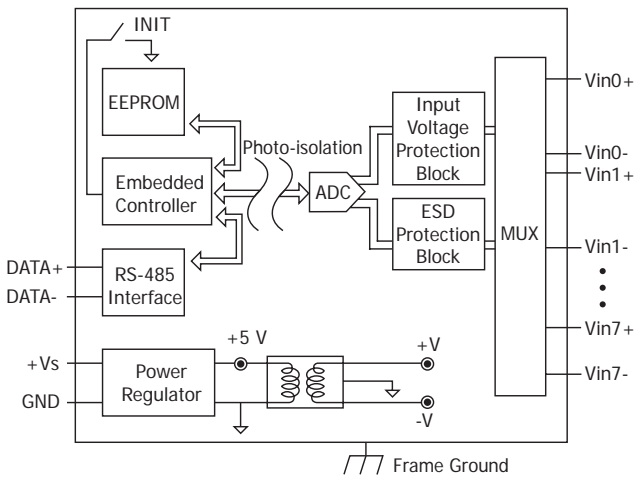 INIT
EEPROM
Photo-isolation
Embedded
Controller
RS-485
Interface
DATA+
DATA-
ADC
Input
Voltage
Protection
Block
ESD
Protection
Block
MUX
Vin0+
Vin0-
Vin1+
Vin1-
Vin7+
Vin7-
+Vs
GND
Power
Regulator
+5 V
+V
-V
Frame Ground